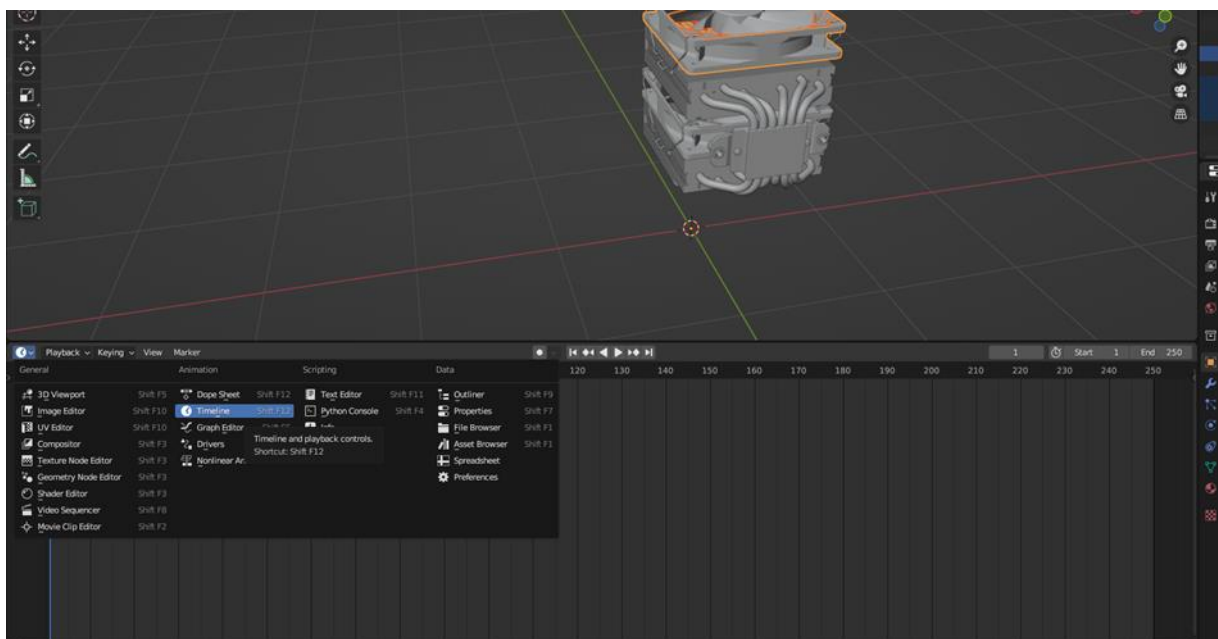 Playback Keying View Marker 1 Start 1 End 250
General Animation Scripting Data 120 130 140 150 160 170 180 190 200 210 220 230 240 250
3D Viewport Shift F5 Dope Sheet Shift F12 Text Editor Shift F11 Outliner Shift F9
Image Editor Shift F10 Timeline Shift F12 Python Console Shift F4 Properties Shift F7
UV Editor Shift F10 Graph Editor File Browser Shift F1
Compositor Shift F3 Drivers Timeline and playback controls. Asset Browser Shift F1
Texture Node Editor Shift F3 Nonlinear An Shortcut: Shift F12 Spreadsheet
Geometry Node Editor Shift F3 Preferences
Shader Editor Shift F3
Video Sequencer Shift F8
Movie Clip Editor Shift F2